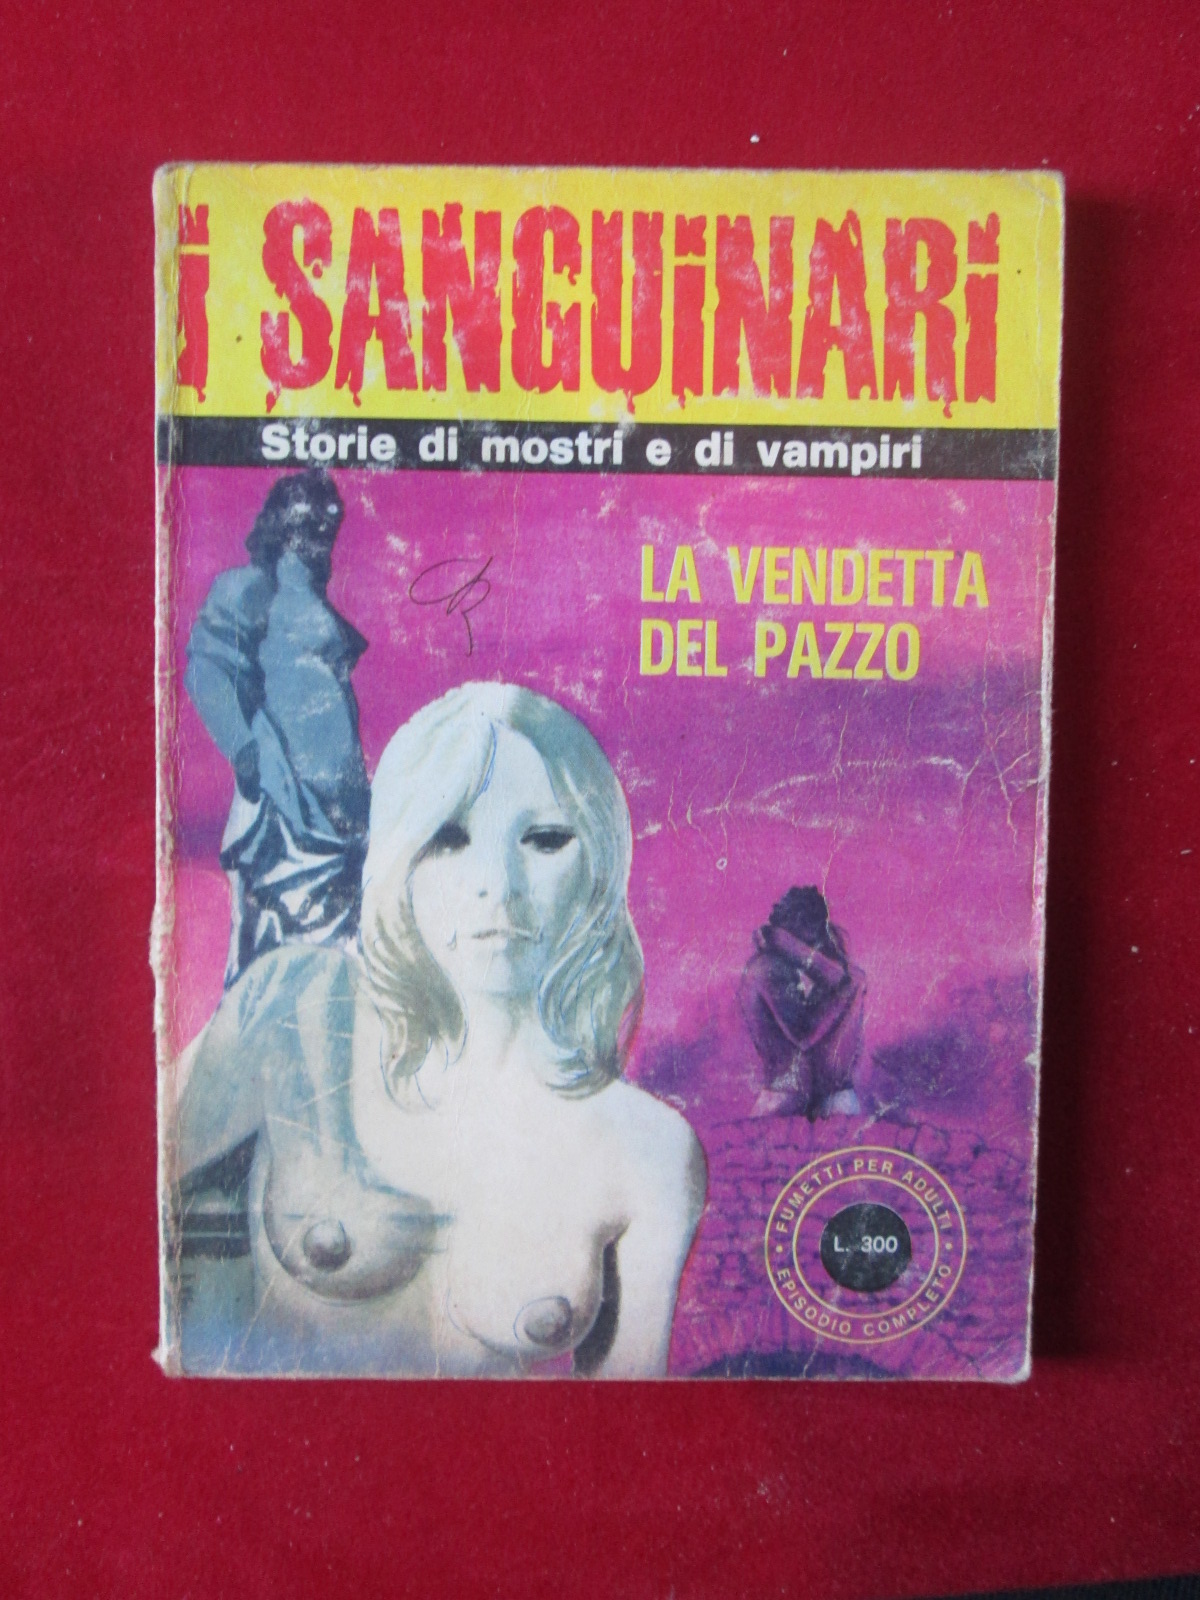 i SANGUiNARi
Storie di mostri e di vampiri
LA VENDETTA
DEL PAZZO
• FUMETTI PER ADULTI •
L. 300
EPISODIO COMPLETO